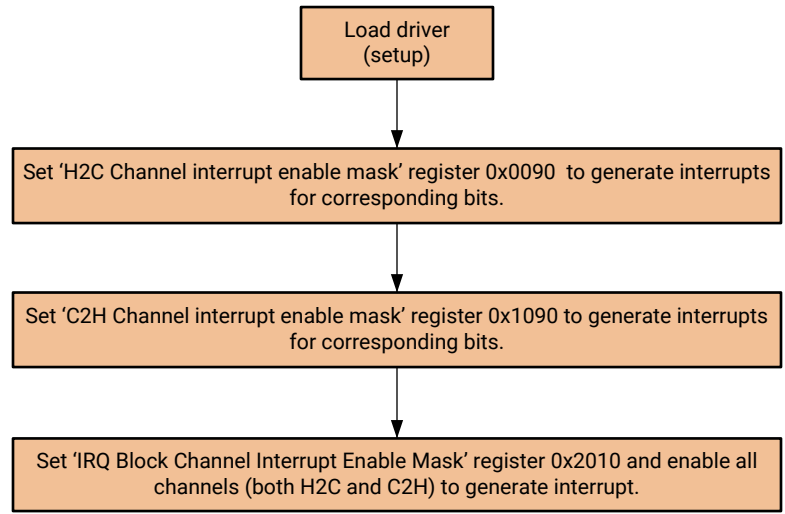 Load driver
(setup)
Set ‘H2C Channel interrupt enable mask’ register 0x0090 to generate interrupts
for corresponding bits.
Set ‘C2H Channel interrupt enable mask’ register 0x1090 to generate interrupts
for corresponding bits.
Set ‘IRQ Block Channel Interrupt Enable Mask’ register 0x2010 and enable all
channels (both H2C and C2H) to generate interrupt.